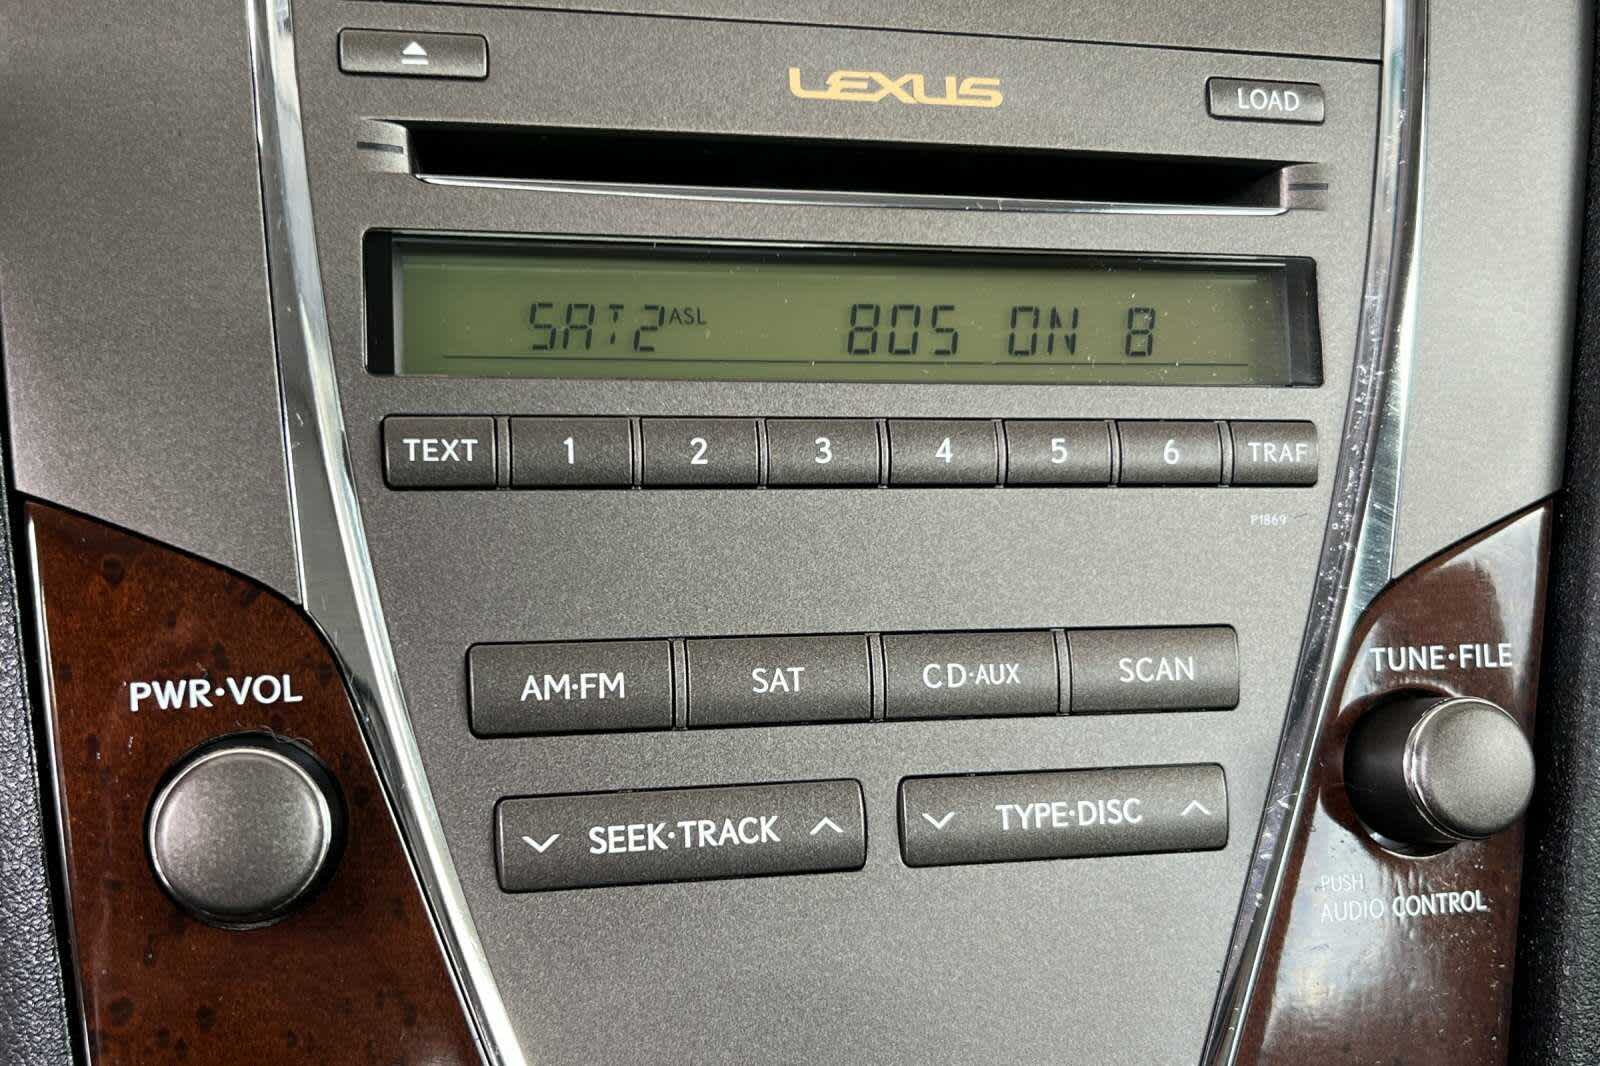 LEXUS
LOAD
SAT2 ASL 80S ON 8
TEXT 1 2 3 4 5 6 TRAF
P1869
AM·FM SAT CD·AUX SCAN
PWR·VOL
TUNE·FILE
SEEK·TRACK TYPE·DISC
PUSH
AUDIO CONTROL